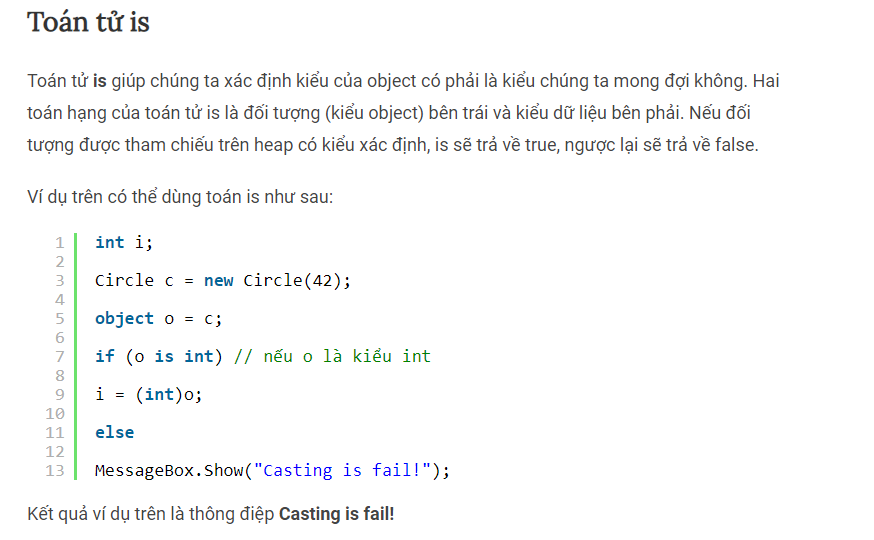 Toán tử is
Toán tử is giúp chúng ta xác định kiểu của object có phải là kiểu chúng ta mong đợi không. Hai
toán hạng của toán tử is là đối tượng (kiểu object) bên trái và kiểu dữ liệu bên phải. Nếu đối
tượng được tham chiếu trên heap có kiểu xác định, is sẽ trả về true, ngược lại sẽ trả về false.
Ví dụ trên có thể dùng toán is như sau:
1 int i;
2
3 Circle c = new Circle(42);
4
5 object o = c;
6
7 if (o is int) // nếu o là kiểu int
8
9 i = (int)o;
10
11 else
12
13 MessageBox.Show("Casting is fail!");
Kết quả ví dụ trên là thông điệp Casting is fail!